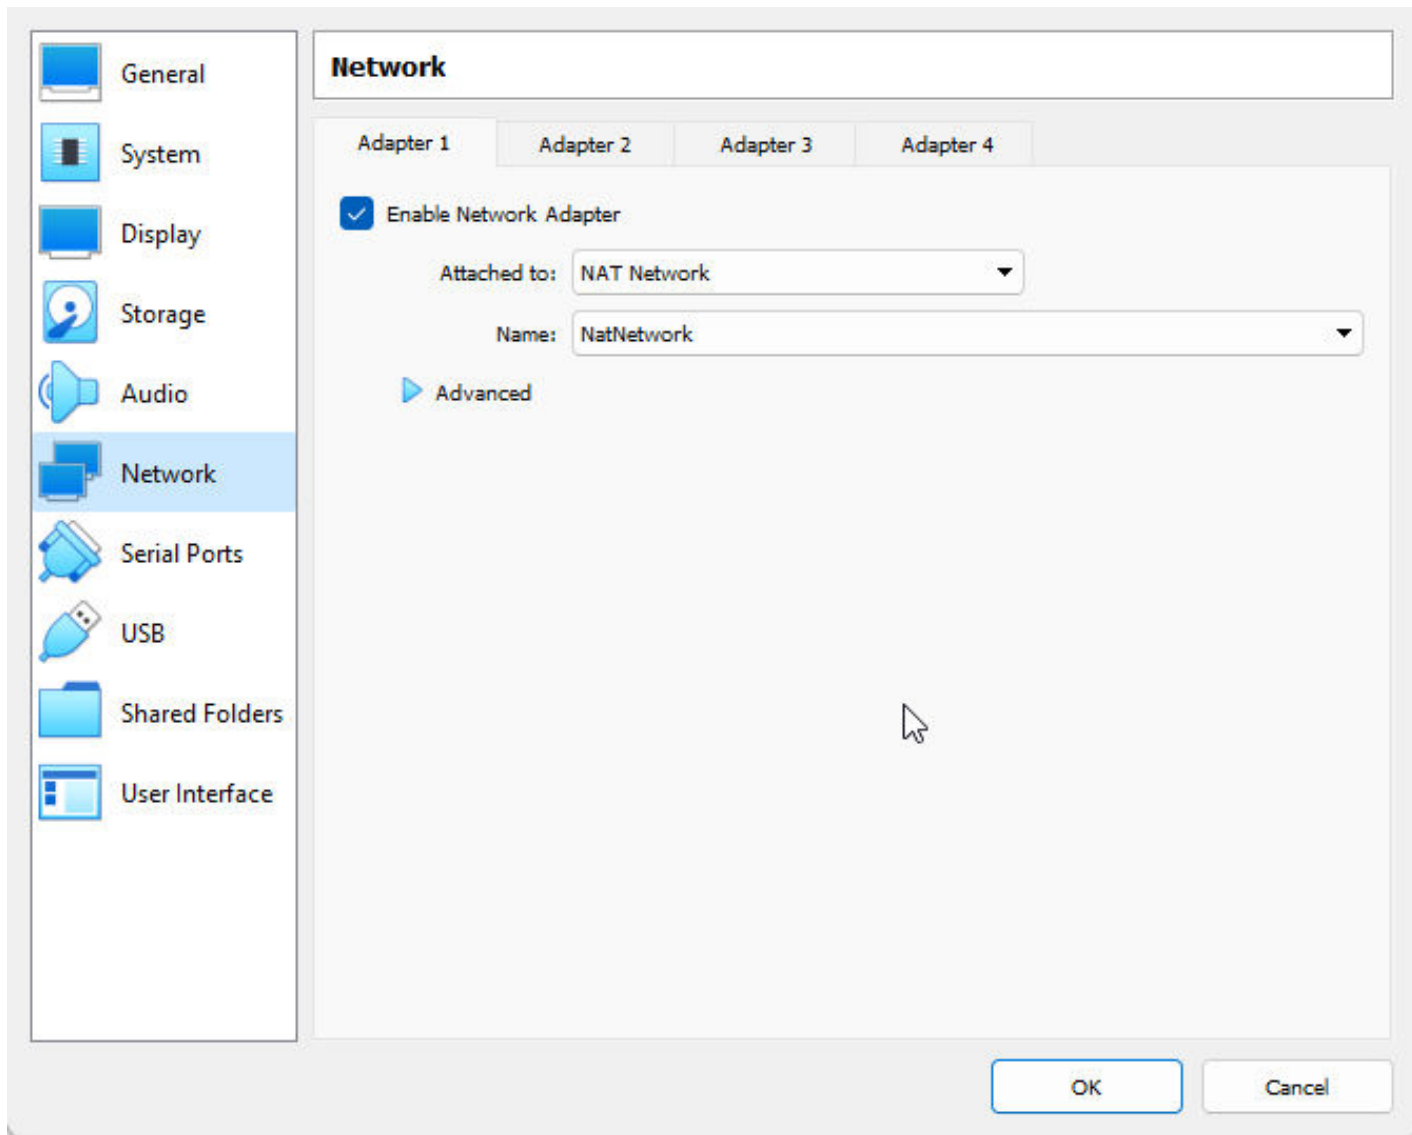 General
System
Display
Storage
Audio
Network
Serial Ports
USB
Shared Folders
User Interface
Network
Adapter 1
Adapter 2
Adapter 3
Adapter 4
Enable Network Adapter
Attached to: NAT Network
Name: NatNetwork
Advanced
OK
Cancel